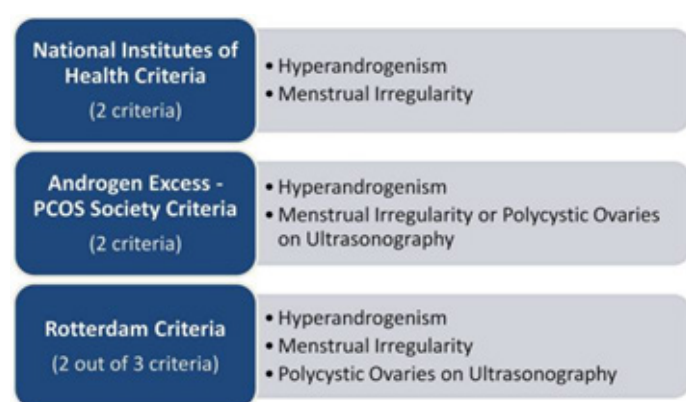 National Institutes of
Health Criteria
(2 criteria)
• Hyperandrogenism
• Menstrual Irregularity
Androgen Excess -
PCOS Society Criteria
(2 criteria)
• Hyperandrogenism
• Menstrual Irregularity or Polycystic Ovaries
on Ultrasonography
Rotterdam Criteria
(2 out of 3 criteria)
• Hyperandrogenism
• Menstrual Irregularity
• Polycystic Ovaries on Ultrasonography